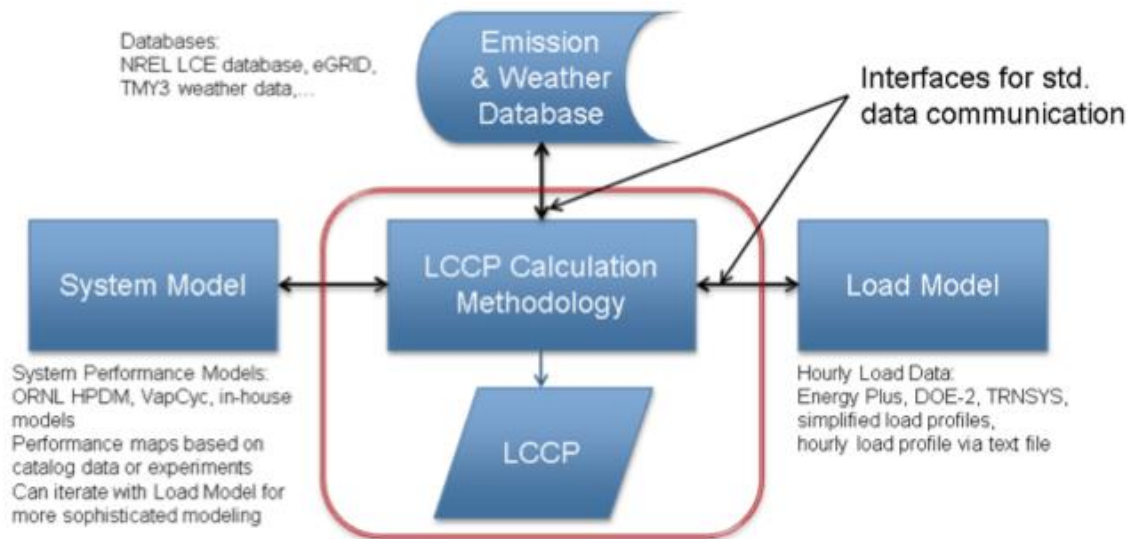 Databases:
NREL LCE database, eGRID,
TMY3 weather data,...
Emission
& Weather
Database
Interfaces for std.
data communication
System Model
LCCP Calculation
Methodology
Load Model
System Performance Models:
ORNL HPDM, VapCyc, in-house
models
Performance maps based on
catalog data or experiments
Can iterate with Load Model for
more sophisticated modeling
LCCP
Hourly Load Data:
Energy Plus, DOE-2, TRNSYS,
simplified load profiles,
hourly load profile via text file